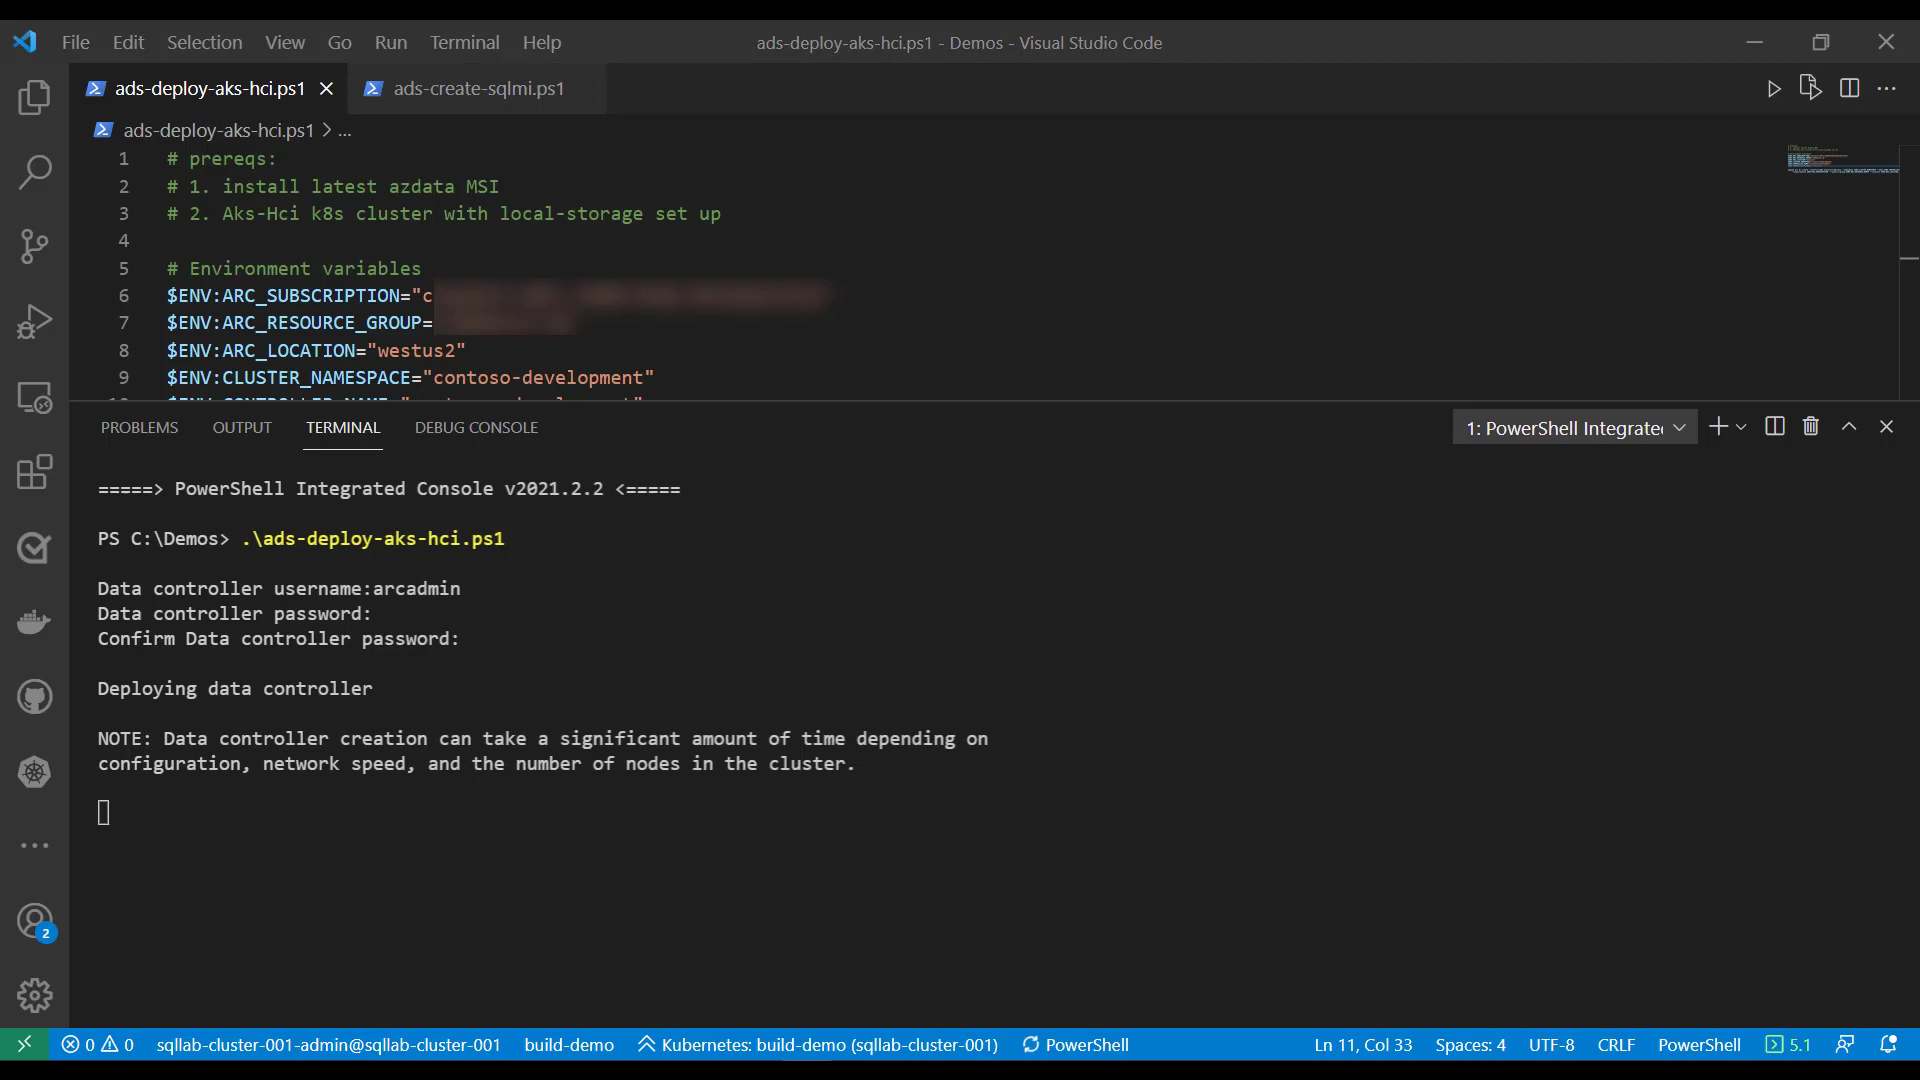 File Edit Selection View Go Run Terminal Help
ads-deploy-aks-hci.ps1 - Demos - Visual Studio Code
ads-deploy-aks-hci.ps1
ads-create-sqlmi.ps1
ads-deploy-aks-hci.ps1 > ...
1 # prereqs:
2 # 1. install latest azdata MSI
3 # 2. Aks-Hci k8s cluster with local-storage set up
4
5 # Environment variables
6 $ENV:ARC_SUBSCRIPTION="c
7 $ENV:ARC_RESOURCE_GROUP=
8 $ENV:ARC_LOCATION="westus2"
9 $ENV:CLUSTER_NAMESPACE="contoso-development"
PROBLEMS OUTPUT TERMINAL DEBUG CONSOLE
1: PowerShell Integrate
=====> PowerShell Integrated Console v2021.2.2 <=====
PS C:\Demos> .\ads-deploy-aks-hci.ps1
Data controller username:arcadmin
Data controller password:
Confirm Data controller password:
Deploying data controller
NOTE: Data controller creation can take a significant amount of time depending on
configuration, network speed, and the number of nodes in the cluster.
2
0 0 sqllab-cluster-001-admin@sqllab-cluster-001 build-demo Kubernetes: build-demo (sqllab-cluster-001) PowerShell Ln 11, Col 33 Spaces: 4 UTF-8 CRLF PowerShell 5.1